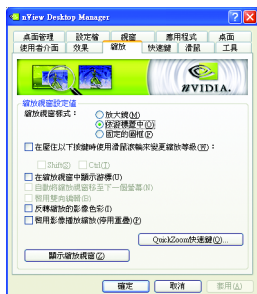 nView Desktop Manager
桌面管理 設定檔 視窗 應用程式 桌面
使用者介面 效果 縮放 快速鍵 滑鼠 工具
nVIDIA.
縮放視窗設定值
縮放視窗樣式： 放大鏡(M)
依游標置中(O)
固定的圖框(F)
在壓住以下按鍵時使用滑鼠滾輪來變更縮放等級(W)：
Shift(Z) Ctrl(T)
在縮放視窗中顯示游標(U)
自動將縮放視窗移至下一個螢幕(N)
啟用雙向編輯(B)
反轉縮放的影像色彩(I)
啟用影像播放縮放(停用重疊)(P)
QuickZoom快速鍵(Q)...
顯示縮放視窗(Z)
確定 取消 套用(A)